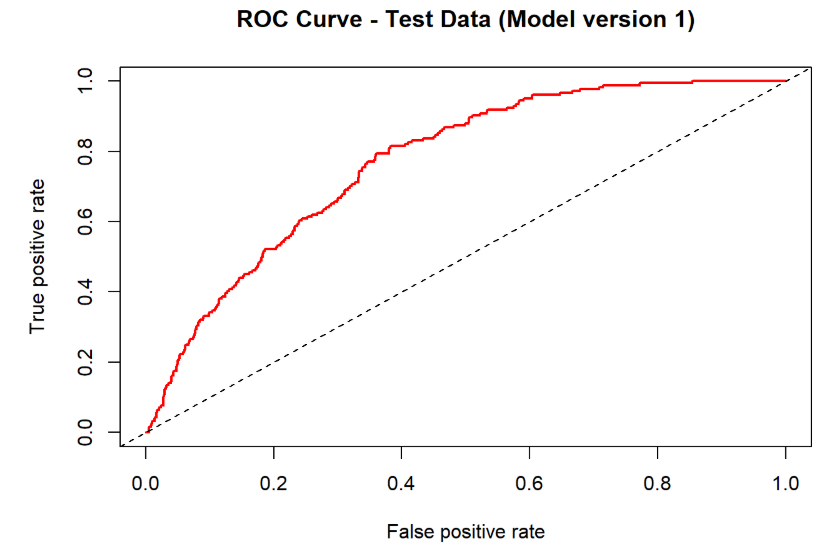 ROC Curve - Test Data (Model version 1)
True positive rate
1.0
0.8
0.6
0.4
0.2
0.0
0.0 0.2 0.4 0.6 0.8 1.0
False positive rate